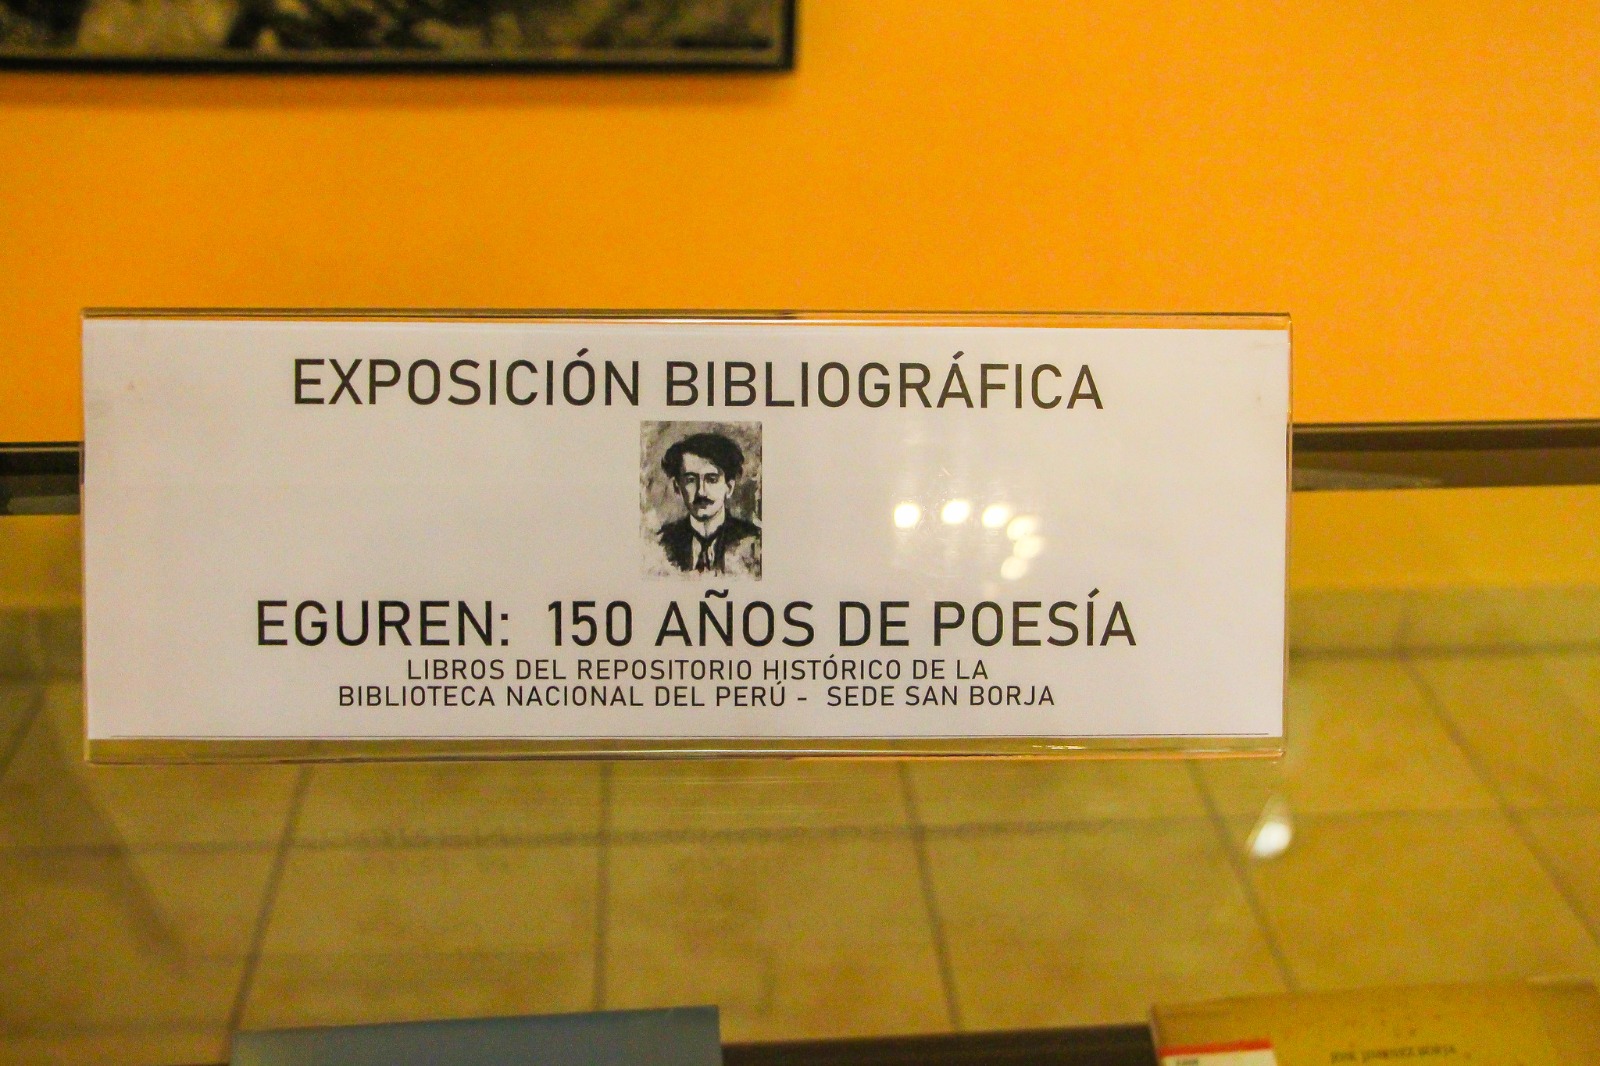 EXPOSICIÓN BIBLIOGRÁFICA
EGUREN: 150 AÑOS DE POESÍA
LIBROS DEL REPOSITORIO HISTÓRICO DE LA
BIBLIOTECA NACIONAL DEL PERÚ - SEDE SAN BORJA